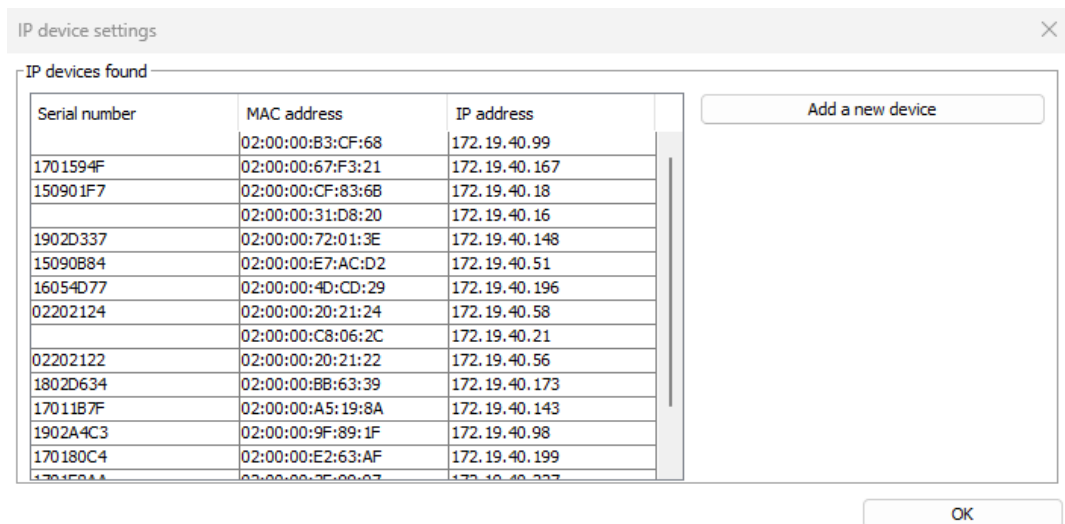 IP device settings
IP devices found
Serial number MAC address IP address
Add a new device
02:00:00:B3:CF:68 172.19.40.99
1701594F 02:00:00:67:F3:21 172.19.40.167
150901F7 02:00:00:CF:83:6B 172.19.40.18
02:00:00:31:D8:20 172.19.40.16
1902D337 02:00:00:72:01:3E 172.19.40.148
15090B84 02:00:00:E7:AC:D2 172.19.40.51
16054D77 02:00:00:4D:CD:29 172.19.40.196
02202124 02:00:00:20:21:24 172.19.40.58
02:00:00:C8:06:2C 172.19.40.21
02202122 02:00:00:20:21:22 172.19.40.56
1802D634 02:00:00:BB:63:39 172.19.40.173
17011B7F 02:00:00:A5:19:8A 172.19.40.143
1902A4C3 02:00:00:9F:89:1F 172.19.40.98
170180C4 02:00:00:E2:63:AF 172.19.40.199
OK